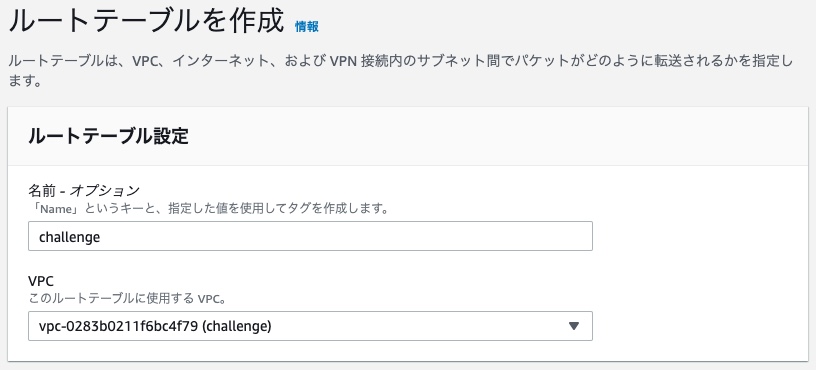 ルートテーブルを作成 情報
ルートテーブルは、VPC、インターネット、および VPN 接続内のサブネット間でパケットがどのように転送されるかを指定し
ます。
ルートテーブル設定
名前 - オプション
「Name」というキーと、指定した値を使用してタグを作成します。
challenge
VPC
このルートテーブルに使用する VPC。
vpc-0283b0211f6bc4f79 (challenge)